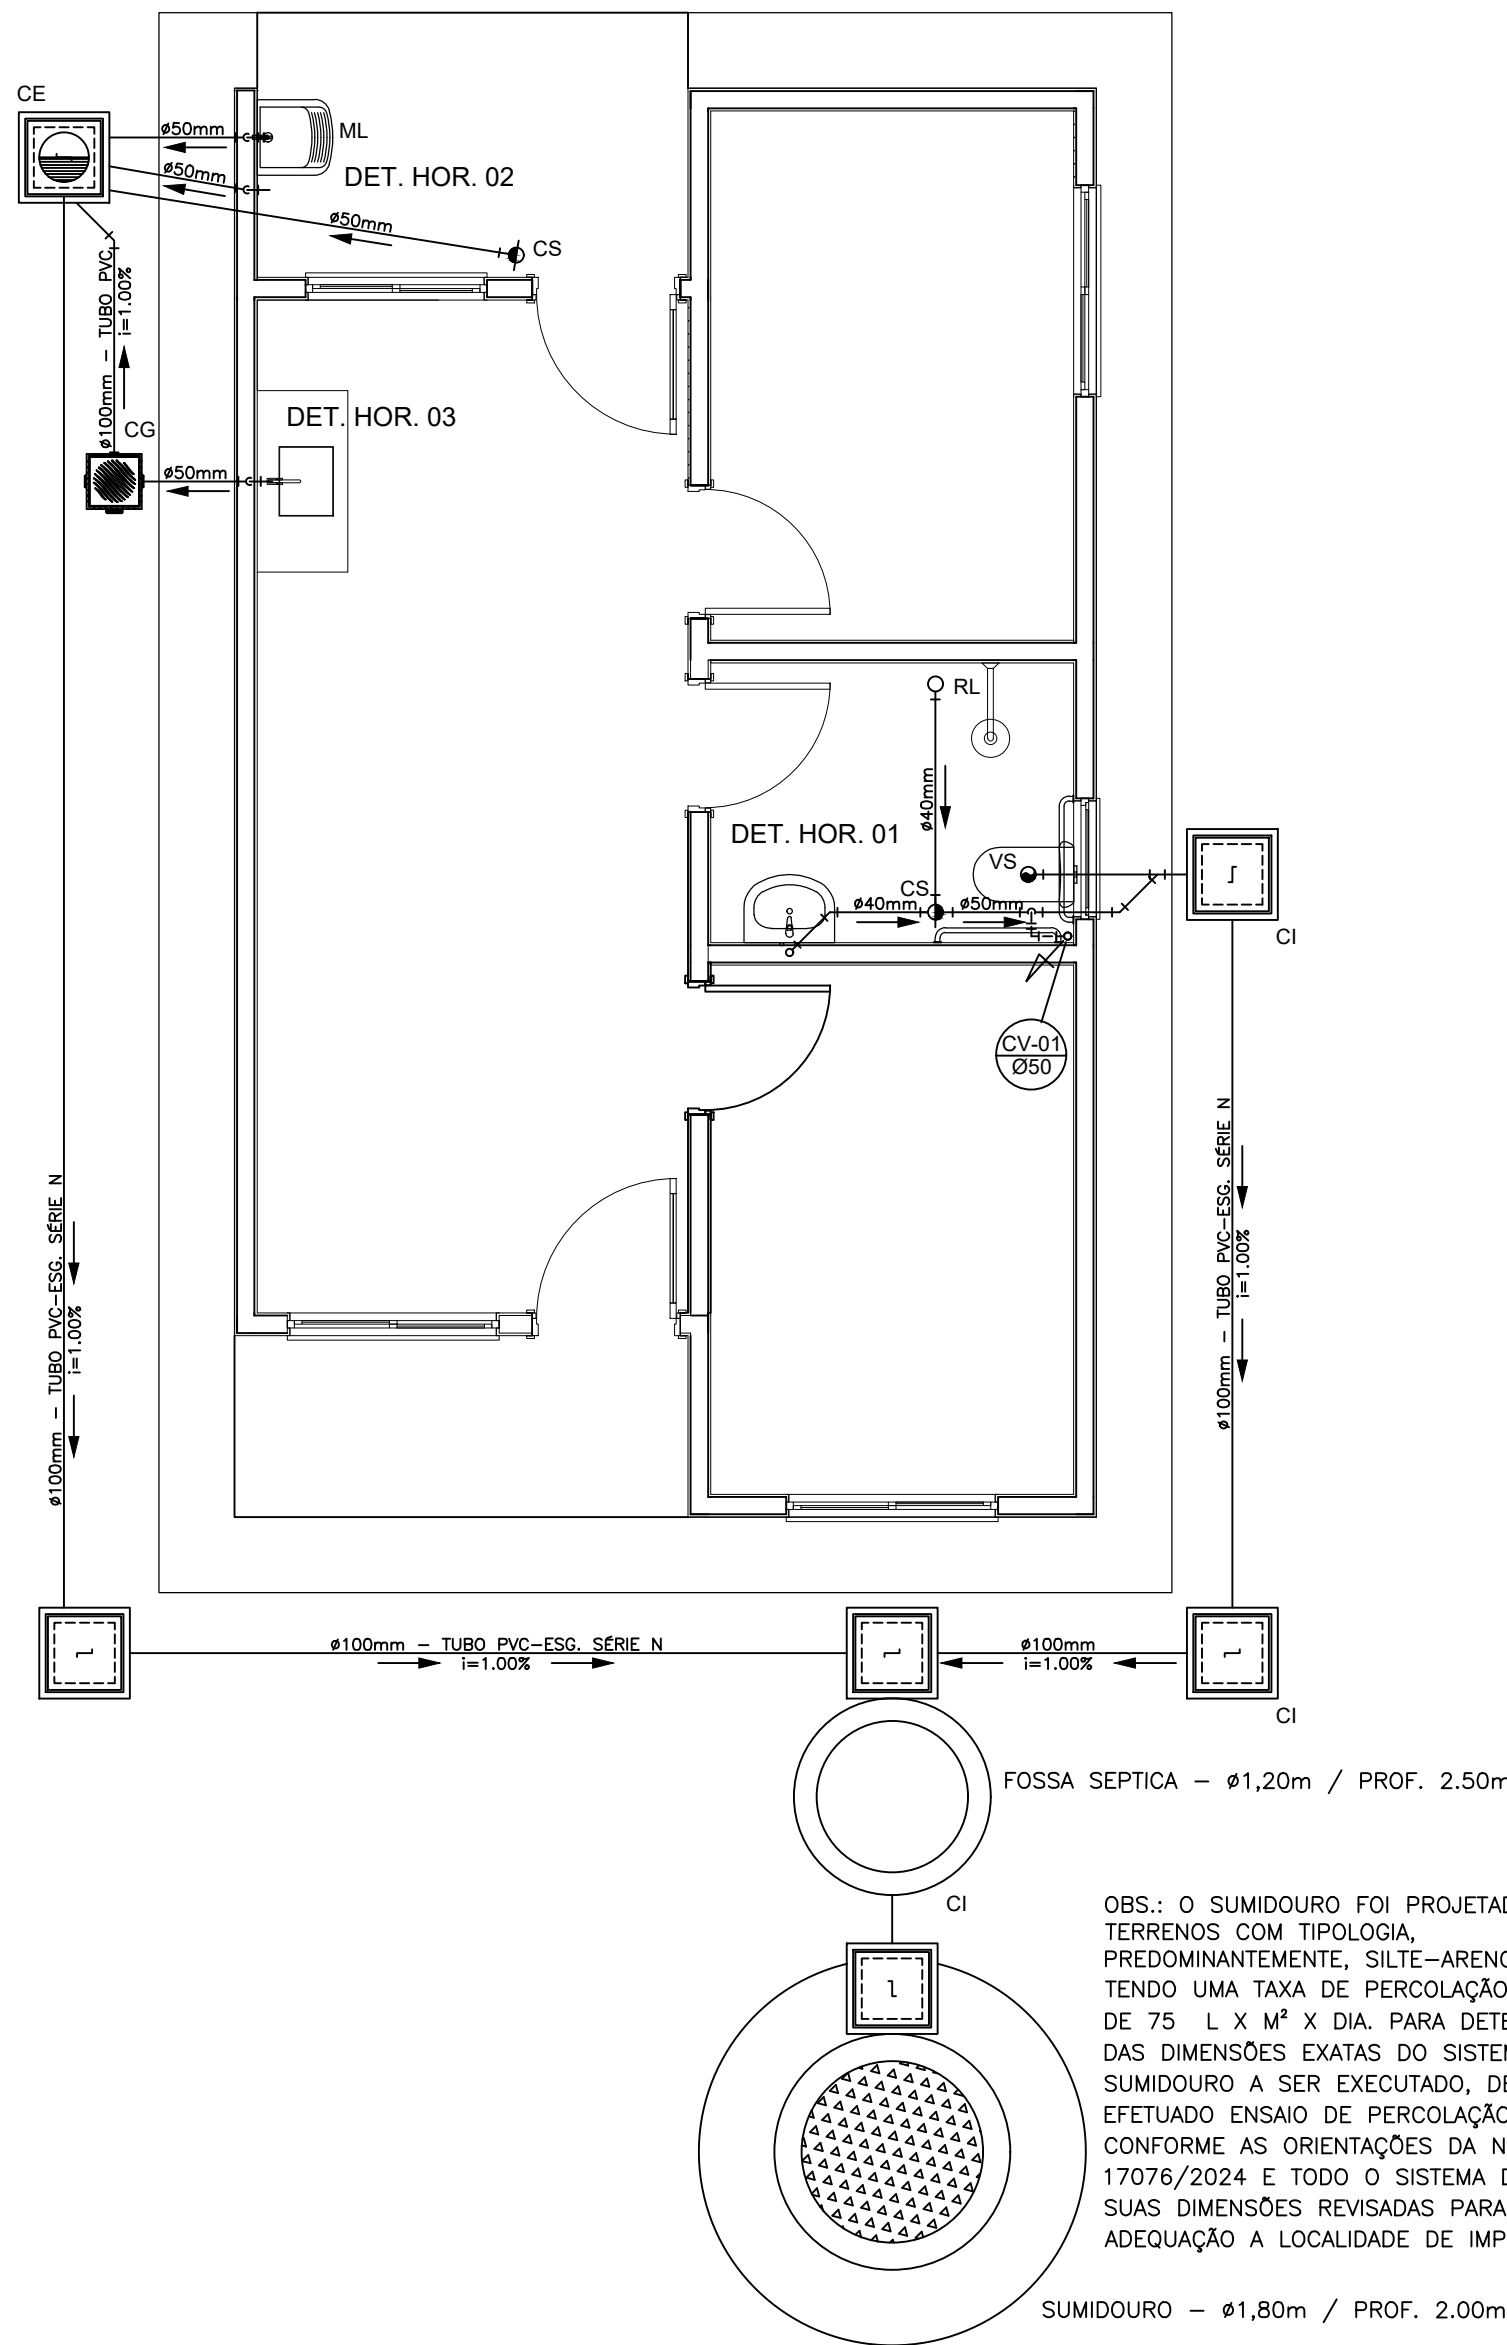 CE
ø50mm
ML
ø50mm
DET. HOR. 02
ø50mm
CS
ø100mm – TUBO PVC
i=1.00%
CG
DET. HOR. 03
ø50mm
RL
ø40mm
DET. HOR. 01
VS
CS
ø40mm
ø50mm
CI
CV-01
Ø50
ø100mm – TUBO PVC-ESG. SÉRIE N
i=1.00%
ø100mm – TUBO PVC-ESG. SÉRIE N
i=1.00%
ø100mm – TUBO PVC-ESG. SÉRIE N
i=1.00%
ø100mm
i=1.00%
CI
FOSSA SEPTICA – ø1,20m / PROF. 2.50m
CI
OBS.: O SUMIDOURO FOI PROJETAD
TERRENOS COM TIPOLOGIA,
PREDOMINANTEMENTE, SILTE-ARENO
TENDO UMA TAXA DE PERCOLAÇÃO
DE 75 L X M² X DIA. PARA DETE
DAS DIMENSÕES EXATAS DO SISTEM
SUMIDOURO A SER EXECUTADO, DE
EFETUADO ENSAIO DE PERCOLAÇÃO
CONFORME AS ORIENTAÇÕES DA N
17076/2024 E TODO O SISTEMA D
SUAS DIMENSÕES REVISADAS PARA
ADEQUAÇÃO A LOCALIDADE DE IMP
SUMIDOURO – ø1,80m / PROF. 2.00m